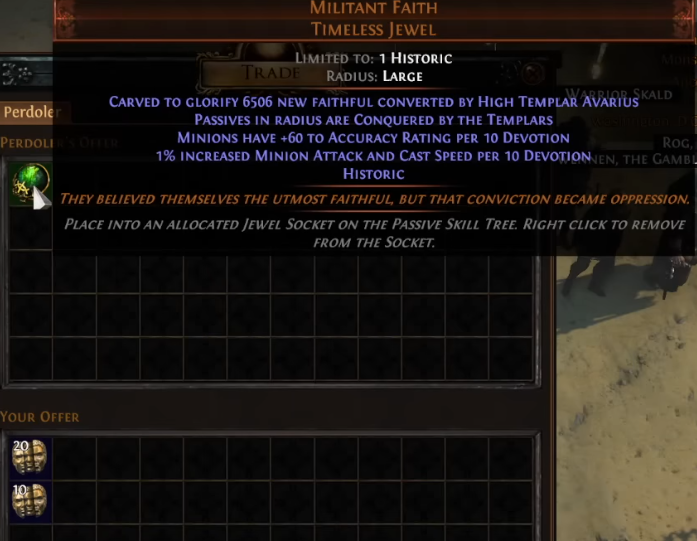 Militant Faith
Timeless Jewel
Limited to: 1 Historic
Radius: Large
Trade
Carved to glorify 6506 new faithful converted by High Templar Avarius
Warrior Skald
Perdoler
Passives in radius are Conquered by the Templars
Perdoler's Offer
Minions have +60 to Accuracy Rating per 10 Devotion
Rog,
1% increased Minion Attack and Cast Speed per 10 Devotion
the Gambl
Historic
They believed themselves the utmost faithful, but that conviction became oppression.
Place into an allocated Jewel Socket on the Passive Skill Tree. Right click to remove
from the Socket.
Your Offer
20
10